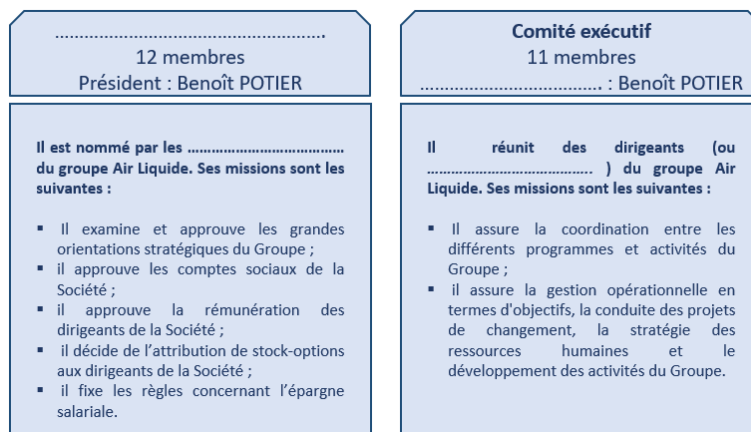 ………………………………………………….
12 membres
Président : Benoît POTIER
Il est nommé par les …………………………………
du groupe Air Liquide. Ses missions sont les
suivantes :
▪ Il examine et approuve les grandes
orientations stratégiques du Groupe ;
▪ il approuve les comptes sociaux de la
Société ;
▪ il approuve la rémunération des
dirigeants de la Société ;
▪ il décide de l’attribution de stock-options
aux dirigeants de la Société ;
▪ il fixe les règles concernant l’épargne
salariale.
Comité exécutif
11 membres
………………………………. : Benoît POTIER
Il réunit des dirigeants (ou
………………………………….. ) du groupe Air
Liquide. Ses missions sont les suivantes :
▪ Il assure la coordination entre les
différents programmes et activités du
Groupe ;
▪ il assure la gestion opérationnelle en
termes d'objectifs, la conduite des projets
de changement, la stratégie des
ressources humaines et le
développement des activités du Groupe.